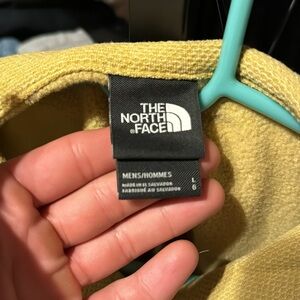 THE
NORTH
FACE
MENS/HOMMES
MADE IN EL SALVADOR
FABRIQUÉ AU SALVADOR
L
G